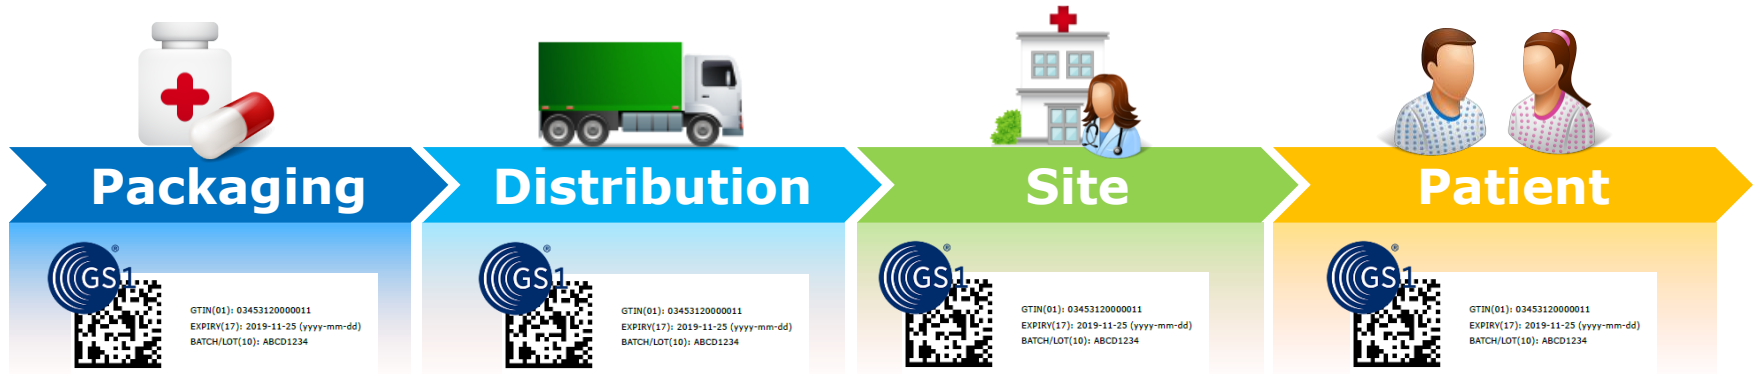 Packaging
Distribution
Site
Patient
GS1®
GTIN(01): 03453120000011
EXPIRY(17): 2019-11-25 (yyyy-mm-dd)
BATCH/LOT(10): ABCD1234
GS1®
GTIN(01): 03453120000011
EXPIRY(17): 2019-11-25 (yyyy-mm-dd)
BATCH/LOT(10): ABCD1234
GS1®
GTIN(01): 03453120000011
EXPIRY(17): 2019-11-25 (yyyy-mm-dd)
BATCH/LOT(10): ABCD1234
GS1®
GTIN(01): 03453120000011
EXPIRY(17): 2019-11-25 (yyyy-mm-dd)
BATCH/LOT(10): ABCD1234